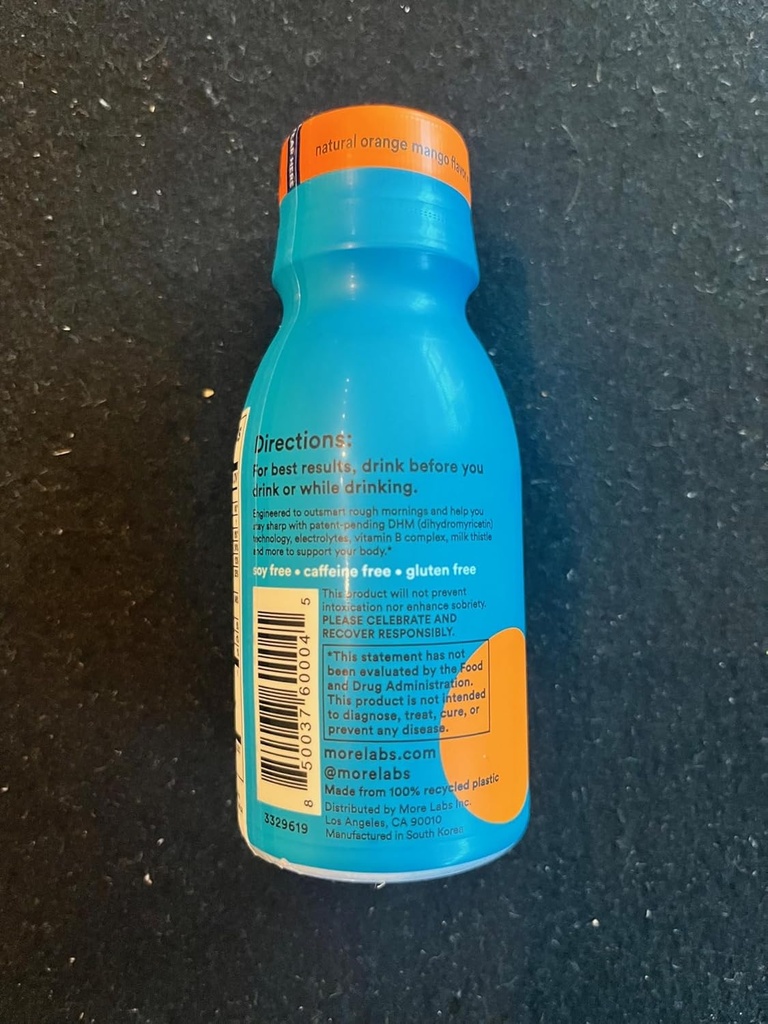 natural orange mango flavor
TEAR HERE
Directions:
For best results, drink before you
drink or while drinking.
Engineered to outsmart rough mornings and help you
stay sharp with patent-pending DHM (dihydromyricetin)
technology, electrolytes, vitamin B complex, milk thistle
and more to support your body.*
soy free • caffeine free • gluten free
This product will not prevent
intoxication nor enhance sobriety.
PLEASE CELEBRATE AND
RECOVER RESPONSIBLY.
*This statement has not
been evaluated by the Food
and Drug Administration.
This product is not intended
to diagnose, treat, cure, or
prevent any disease.
8 50037 60004 5
morelabs.com
@morelabs
Made from 100% recycled plastic
Distributed by More Labs Inc.
Los Angeles, CA 90010
Manufactured in South Korea
3329619